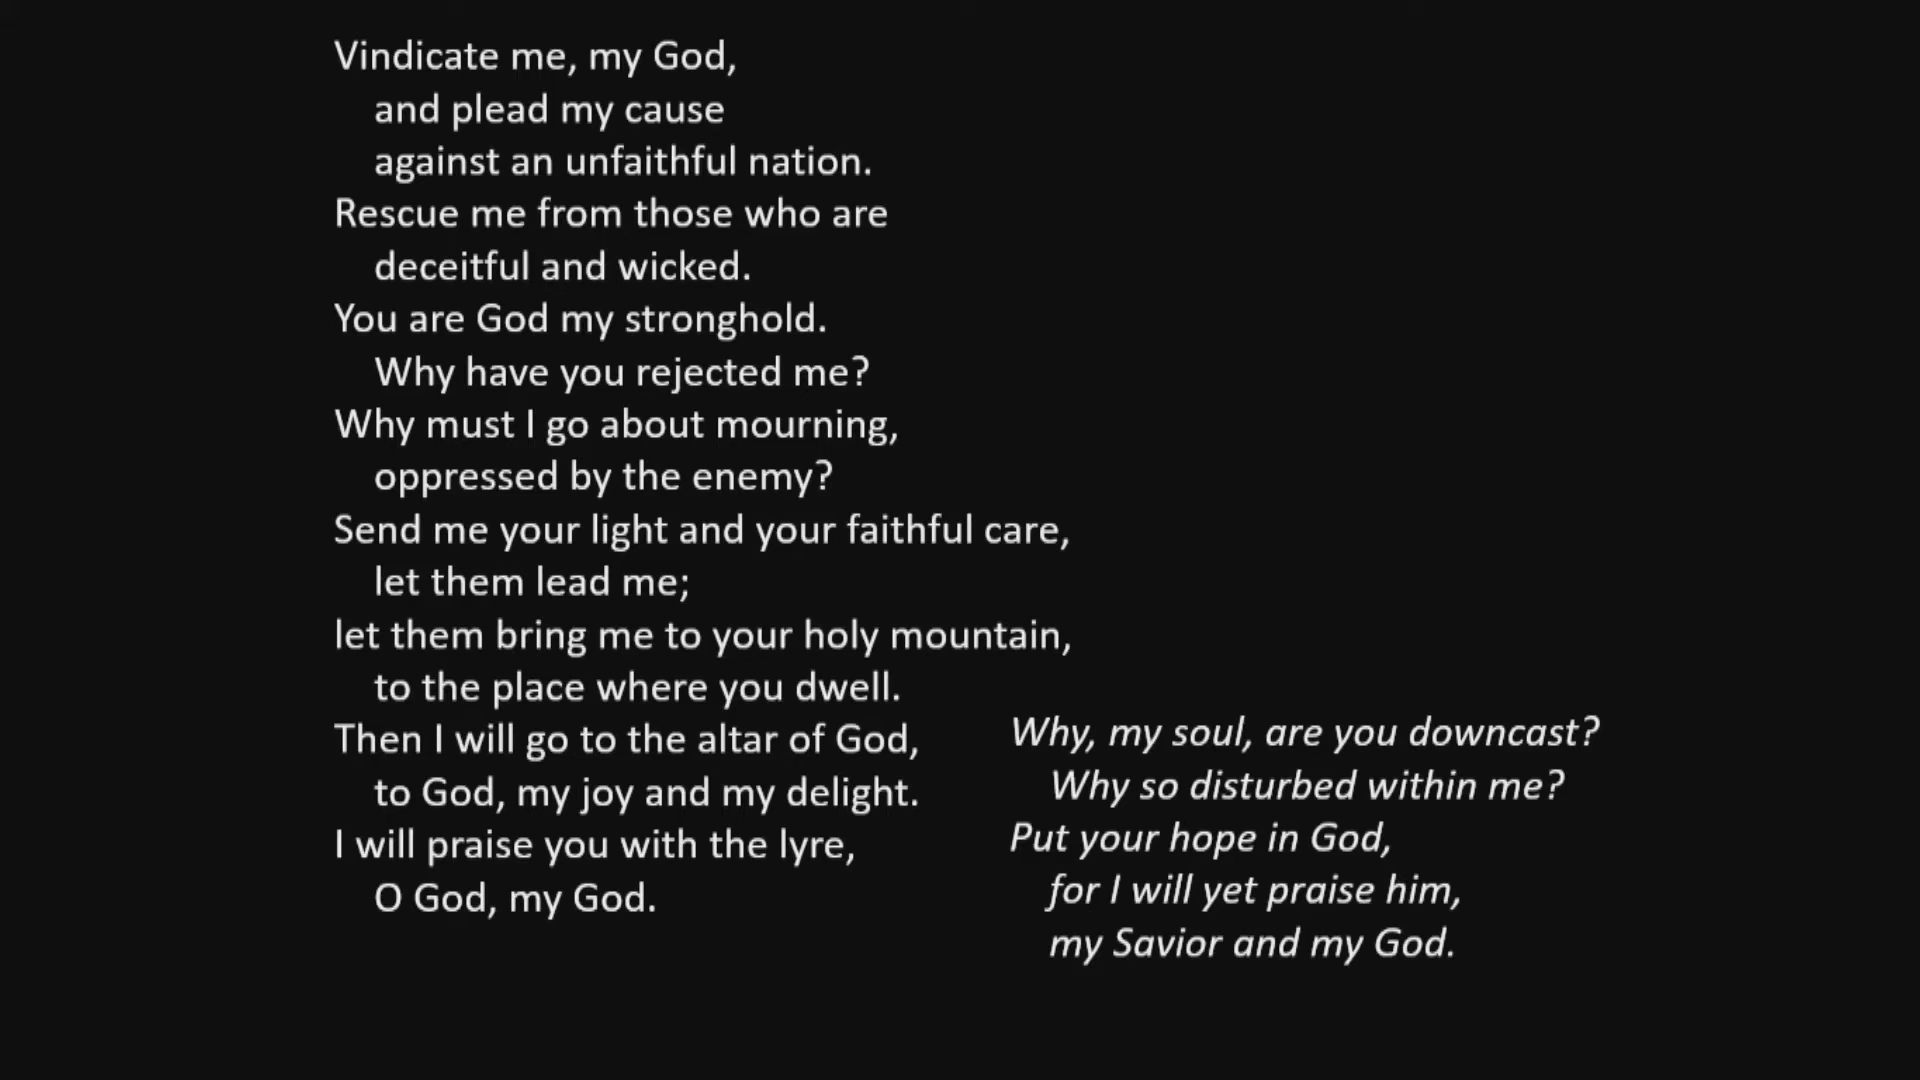 Vindicate me, my God,
and plead my cause
against an unfaithful nation.
Rescue me from those who are
deceitful and wicked.
You are God my stronghold.
Why have you rejected me?
Why must I go about mourning,
oppressed by the enemy?
Send me your light and your faithful care,
let them lead me;
let them bring me to your holy mountain,
to the place where you dwell.
Then I will go to the altar of God,
to God, my joy and my delight.
I will praise you with the lyre,
O God, my God.
Why, my soul, are you downcast?
Why so disturbed within me?
Put your hope in God,
for I will yet praise him,
my Savior and my God.